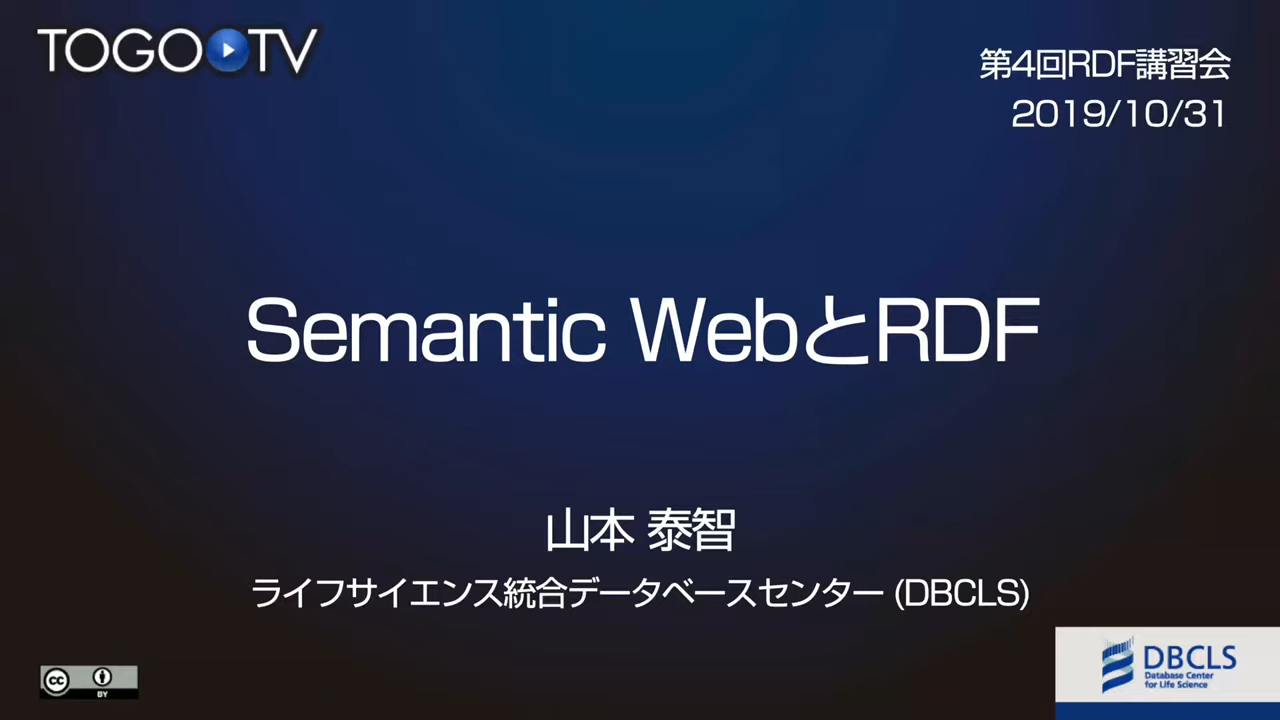 TOGO TV
第4回RDF講習会
2019/10/31
Semantic WebとRDF
山本 泰智
ライフサイエンス統合データベースセンター (DBCLS)
cc
BY
DBCLS
Database Center
for Life Science